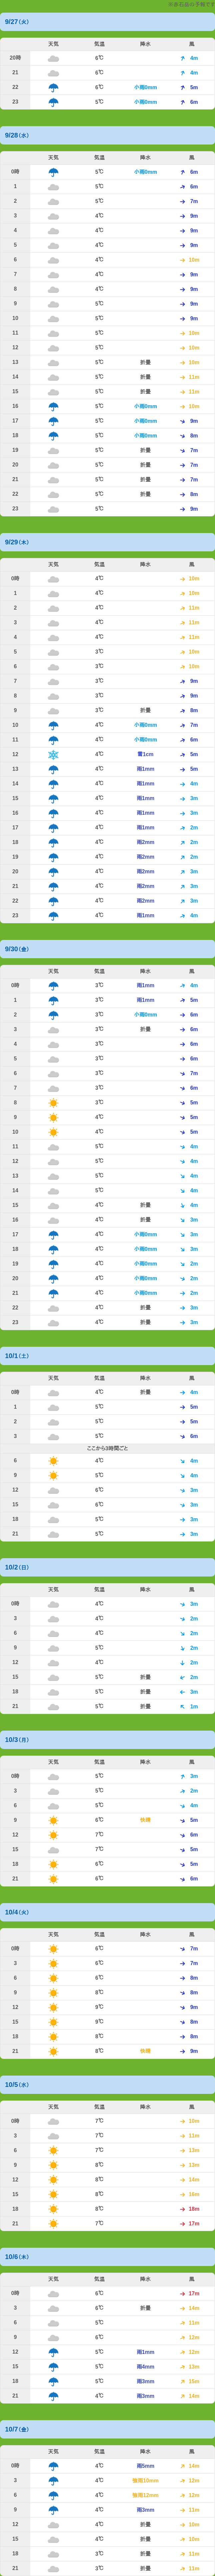 の予報です
9/27(火)
天気 気温 降水 風
20時 6℃ 4m
21 6℃ 4m
22 6℃ 小雨0mm 5m
23 5℃ 小雨0mm 6m
9/28(水)
天気 気温 降水 風
0時 5℃ 小雨0mm 6m
1 5℃ 6m
2 5℃ 7m
3 4℃ 9m
4 4℃ 9m
5 4℃ 9m
6 4℃ 10m
7 4℃ 9m
8 4℃ 9m
9 5℃ 9m
10 5℃ 9m
11 5℃ 10m
12 5℃ 10m
13 5℃ 折曇 10m
14 5℃ 折曇 11m
15 5℃ 折曇 11m
16 5℃ 小雨0mm 10m
17 5℃ 小雨0mm 9m
18 5℃ 小雨0mm 8m
19 5℃ 折曇 7m
20 5℃ 折曇 7m
21 5℃ 折曇 7m
22 5℃ 折曇 8m
23 5℃ 9m
9/29(木)
天気 気温 降水 風
0時 4℃ 10m
1 4℃ 10m
2 4℃ 11m
3 4℃ 11m
4 4℃ 11m
5 3℃ 10m
6 3℃ 10m
7 3℃ 9m
8 3℃ 9m
9 3℃ 折曇 8m
10 4℃ 小雨0mm 7m
11 4℃ 小雨0mm 6m
12 4℃ 雪1cm 5m
13 4℃ 雨1mm 5m
14 4℃ 雨1mm 4m
15 4℃ 雨1mm 3m
16 4℃ 雨1mm 3m
17 4℃ 雨1mm 2m
18 4℃ 雨2mm 2m
19 4℃ 雨2mm 2m
20 4℃ 雨2mm 3m
21 4℃ 雨2mm 3m
22 4℃ 雨2mm 3m
23 4℃ 雨1mm 4m
9/30(金)
天気 気温 降水 風
0時 3℃ 雨1mm 4m
1 3℃ 雨1mm 5m
2 3℃ 小雨0mm 6m
3 3℃ 折曇 6m
4 3℃ 6m
5 3℃ 6m
6 3℃ 7m
7 3℃ 6m
8 3℃ 5m
9 4℃ 5m
10 4℃ 5m
11 5℃ 4m
12 5℃ 4m
13 5℃ 4m
14 5℃ 4m
15 4℃ 折曇 4m
16 4℃ 折曇 3m
17 4℃ 小雨0mm 3m
18 4℃ 小雨0mm 3m
19 4℃ 小雨0mm 2m
20 4℃ 小雨0mm 2m
21 4℃ 小雨0mm 2m
22 4℃ 折曇 3m
23 4℃ 折曇 3m
10/1(土)
天気 気温 降水 風
0時 4℃ 折曇 4m
1 5℃ 5m
2 5℃ 5m
3 5℃ 6m
ここから3時間ごと
6 4℃ 4m
9 5℃ 4m
12 6℃ 3m
15 6℃ 3m
18 5℃ 3m
21 5℃ 3m
10/2(日)
天気 気温 降水 風
0時 4℃ 3m
3 4℃ 2m
6 4℃ 2m
9 5℃ 2m
12 4℃ 2m
15 5℃ 折曇 2m
18 5℃ 折曇 3m
21 5℃ 折曇 1m
10/3(月)
天気 気温 降水 風
0時 5℃ 3m
3 5℃ 2m
6 4℃ 4m
9 6℃ 快晴 5m
12 7℃ 6m
15 7℃ 5m
18 6℃ 5m
21 6℃ 6m
10/4(火)
天気 気温 降水 風
0時 6℃ 7m
3 6℃ 7m
6 6℃ 8m
9 8℃ 8m
12 9℃ 9m
15 9℃ 8m
18 8℃ 8m
21 8℃ 快晴 9m
10/5(水)
天気 気温 降水 風
0時 7℃ 10m
3 7℃ 11m
6 7℃ 13m
9 8℃ 13m
12 8℃ 14m
15 8℃ 16m
18 8℃ 18m
21 7℃ 17m
10/6(木)
天気 気温 降水 風
0時 6℃ 17m
3 6℃ 折曇 14m
6 5℃ 11m
9 6℃ 12m
12 5℃ 雨1mm 12m
15 5℃ 雨4mm 13m
18 5℃ 雨3mm 15m
21 4℃ 雨3mm 14m
10/7(金)
天気 気温 降水 風
0時 4℃ 雨5mm 14m
3 4℃ 強雨10mm 12m
6 4℃ 強雨12mm 12m
9 4℃ 雨3mm 11m
12 4℃ 折曇 10m
15 4℃ 折曇 10m
18 3℃ 折曇 11m
21 3℃ 折曇 11m